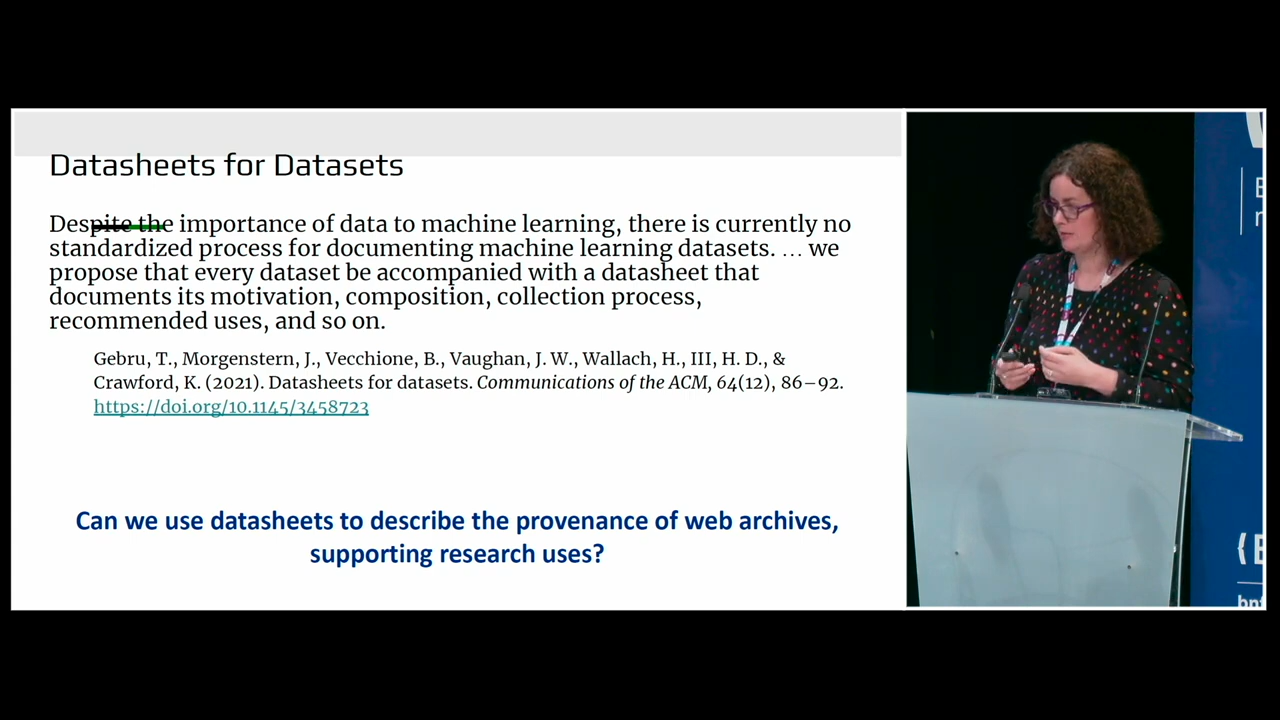 Datasheets for Datasets
Despite the importance of data to machine learning, there is currently no
standardized process for documenting machine learning datasets. … we
propose that every dataset be accompanied with a datasheet that
documents its motivation, composition, collection process,
recommended uses, and so on.
Gebru, T., Morgenstern, J., Vecchione, B., Vaughan, J. W., Wallach, H., III, H. D., &
Crawford, K. (2021). Datasheets for datasets. Communications of the ACM, 64(12), 86–92.
https://doi.org/10.1145/3458723
Can we use datasheets to describe the provenance of web archives,
supporting research uses?